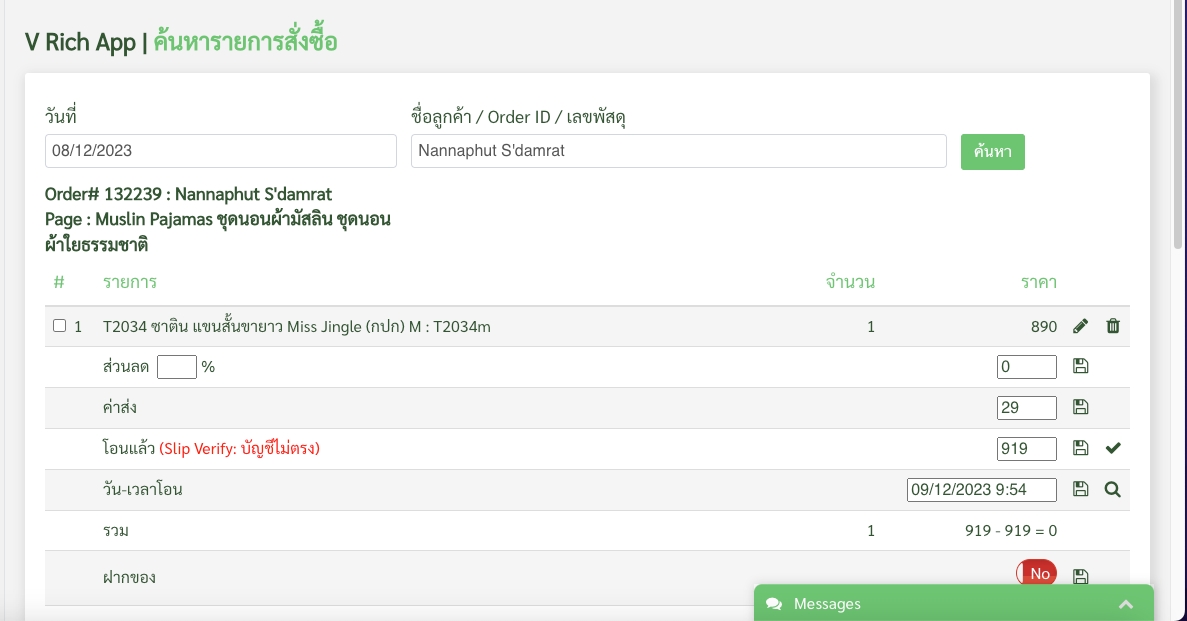 V Rich App | ค้นหารายการสั่งซื้อ
วันที่
ชื่อลูกค้า / Order ID / เลขพัสดุ
08/12/2023
Nannaphut S'damrat
ค้นหา
Order# 132239 : Nannaphut S'damrat
Page : Muslin Pajamas ชุดนอนผ้ามัสลิน ชุดนอน
ผ้าใยธรรมชาติ
# รายการ จำนวน ราคา
1 T2034 ซาติน แขนสั้นขายาว Miss Jingle (กปก) M : T2034m 1 890
ส่วนลด % 0
ค่าส่ง 29
โอนแล้ว (Slip Verify: บัญชีไม่ตรง) 919
วัน-เวลาโอน 09/12/2023 9:54
รวม 1 919 - 919 = 0
ฝากของ No
Messages